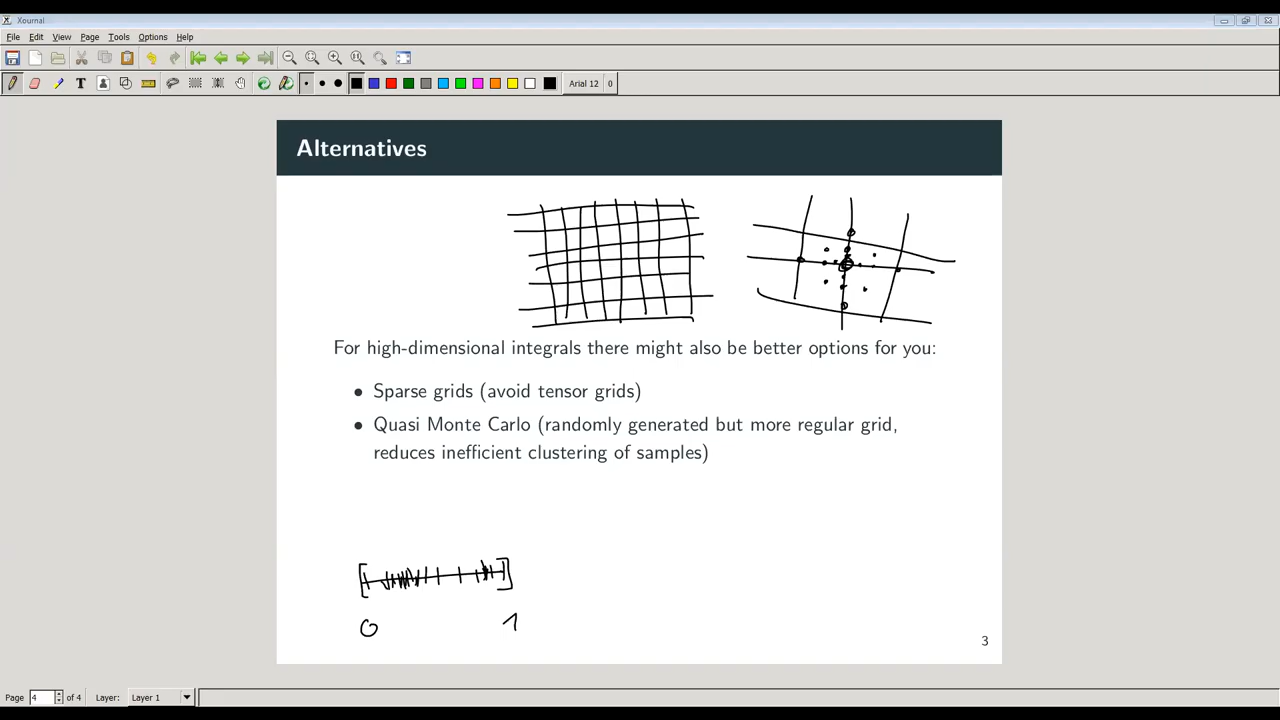 Xournal
File Edit View Page Tools Options Help
T Arial 12 0
Alternatives
For high-dimensional integrals there might also be better options for you:
• Sparse grids (avoid tensor grids)
• Quasi Monte Carlo (randomly generated but more regular grid,
reduces inefficient clustering of samples)
0 1
3
Page 4 of 4 Layer: Layer 1